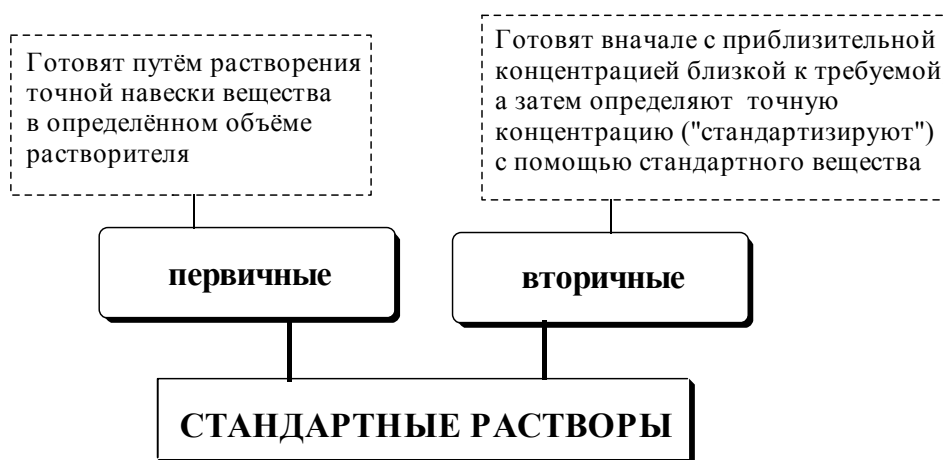 Готовят путём растворения
точной навески вещества
в определённом объёме
растворителя
Готовят вначале с приблизительной
концентрацией близкой к требуемой
а затем определяют точную
концентрацию ("стандартизируют")
с помощью стандартного вещества
первичные
вторичные
СТАНДАРТНЫЕ РАСТВОРЫ